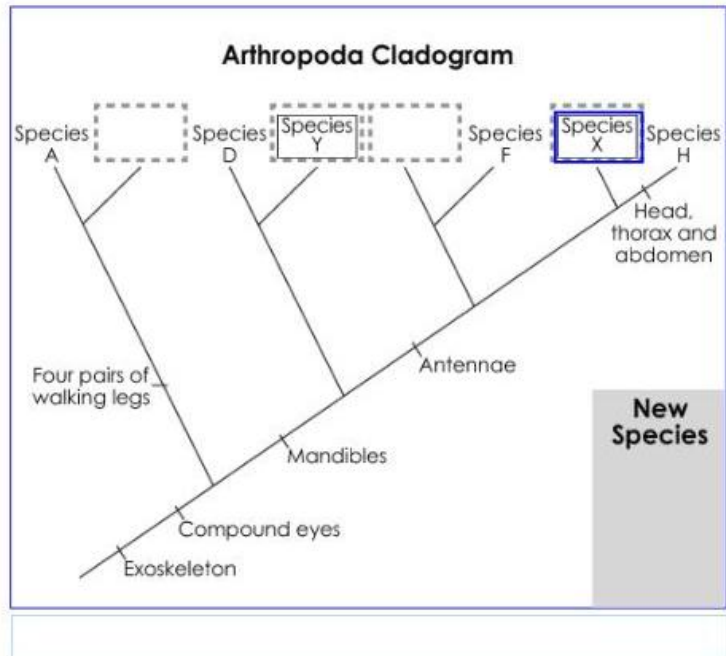 Arthropoda Cladogram
Species
A
Species
D
Species
Y
Species
F
Species
X
Species
H
Head,
thorax and
abdomen
Four pairs of
walking legs
Antennae
New
Species
Mandibles
Compound eyes
Exoskeleton